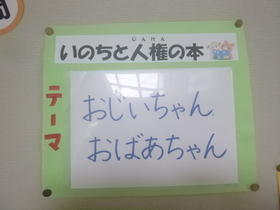 いのちと人権の本
じんけん
テーマ
おじいちゃん
おばあちゃん